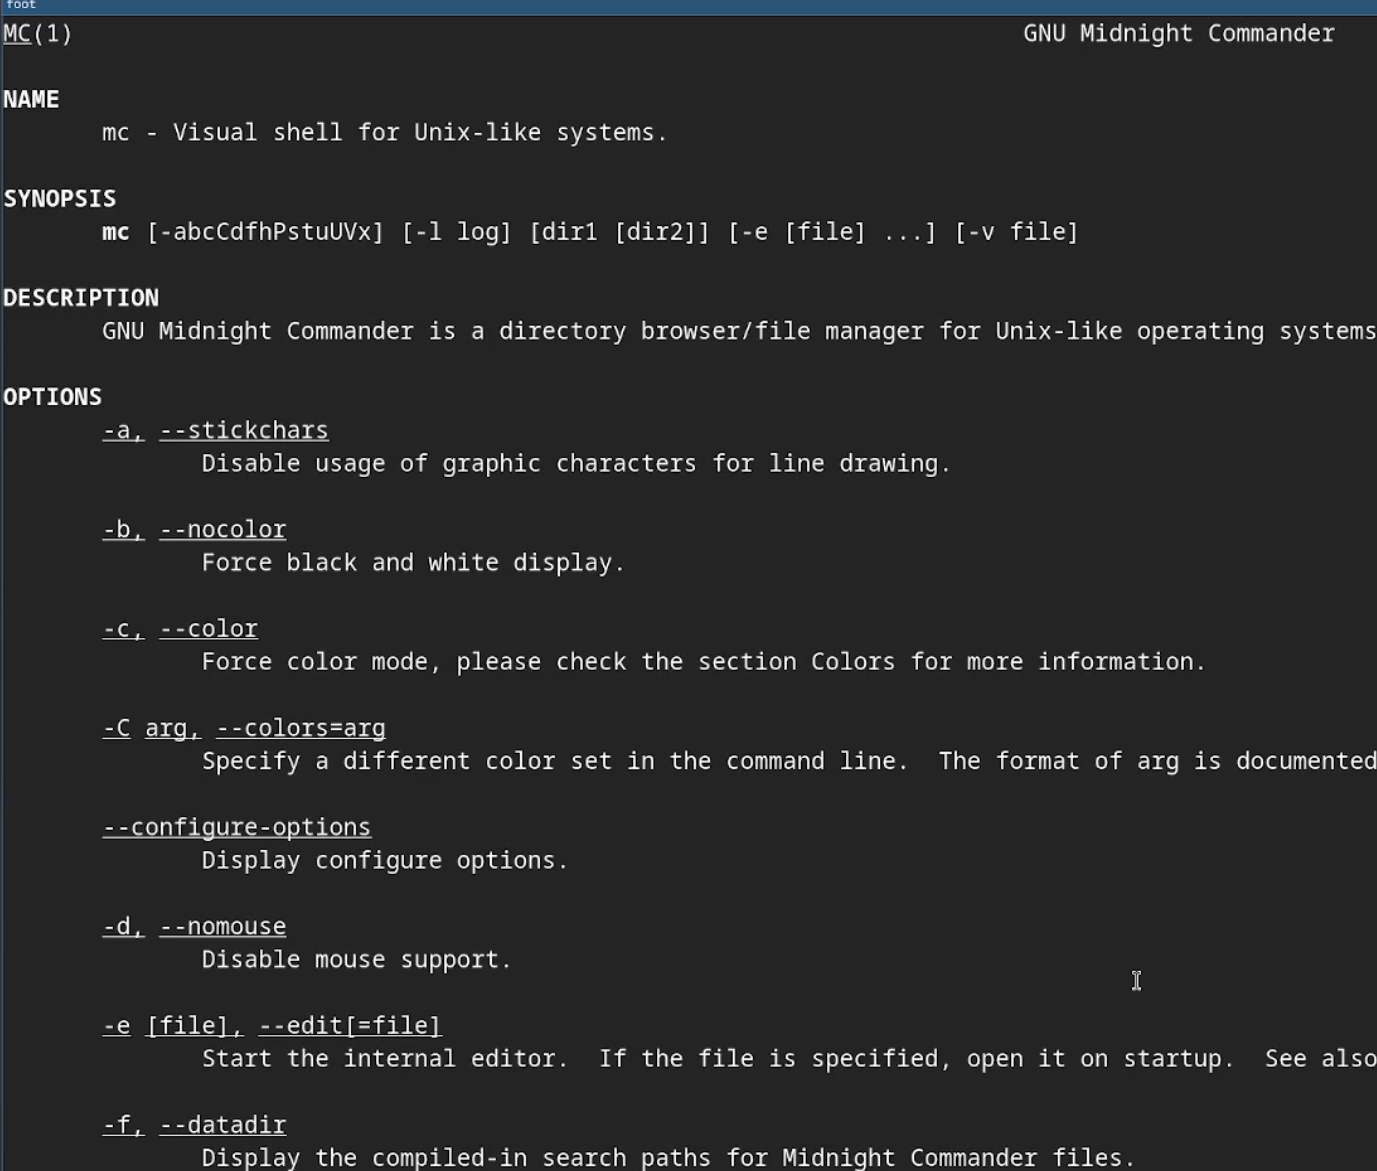 foot
MC(1) GNU Midnight Commander
NAME
mc - Visual shell for Unix-like systems.
SYNOPSIS
mc [-abcCdfhPstuUVx] [-l log] [dir1 [dir2]] [-e [file] ...] [-v file]
DESCRIPTION
GNU Midnight Commander is a directory browser/file manager for Unix-like operating systems
OPTIONS
-a, --stickchars
Disable usage of graphic characters for line drawing.
-b, --nocolor
Force black and white display.
-c, --color
Force color mode, please check the section Colors for more information.
-C arg, --colors=arg
Specify a different color set in the command line.  The format of arg is documented
--configure-options
Display configure options.
-d, --nomouse
Disable mouse support.
-e [file], --edit[=file]
Start the internal editor.  If the file is specified, open it on startup.  See also
-f, --datadir
Display the compiled-in search paths for Midnight Commander files.